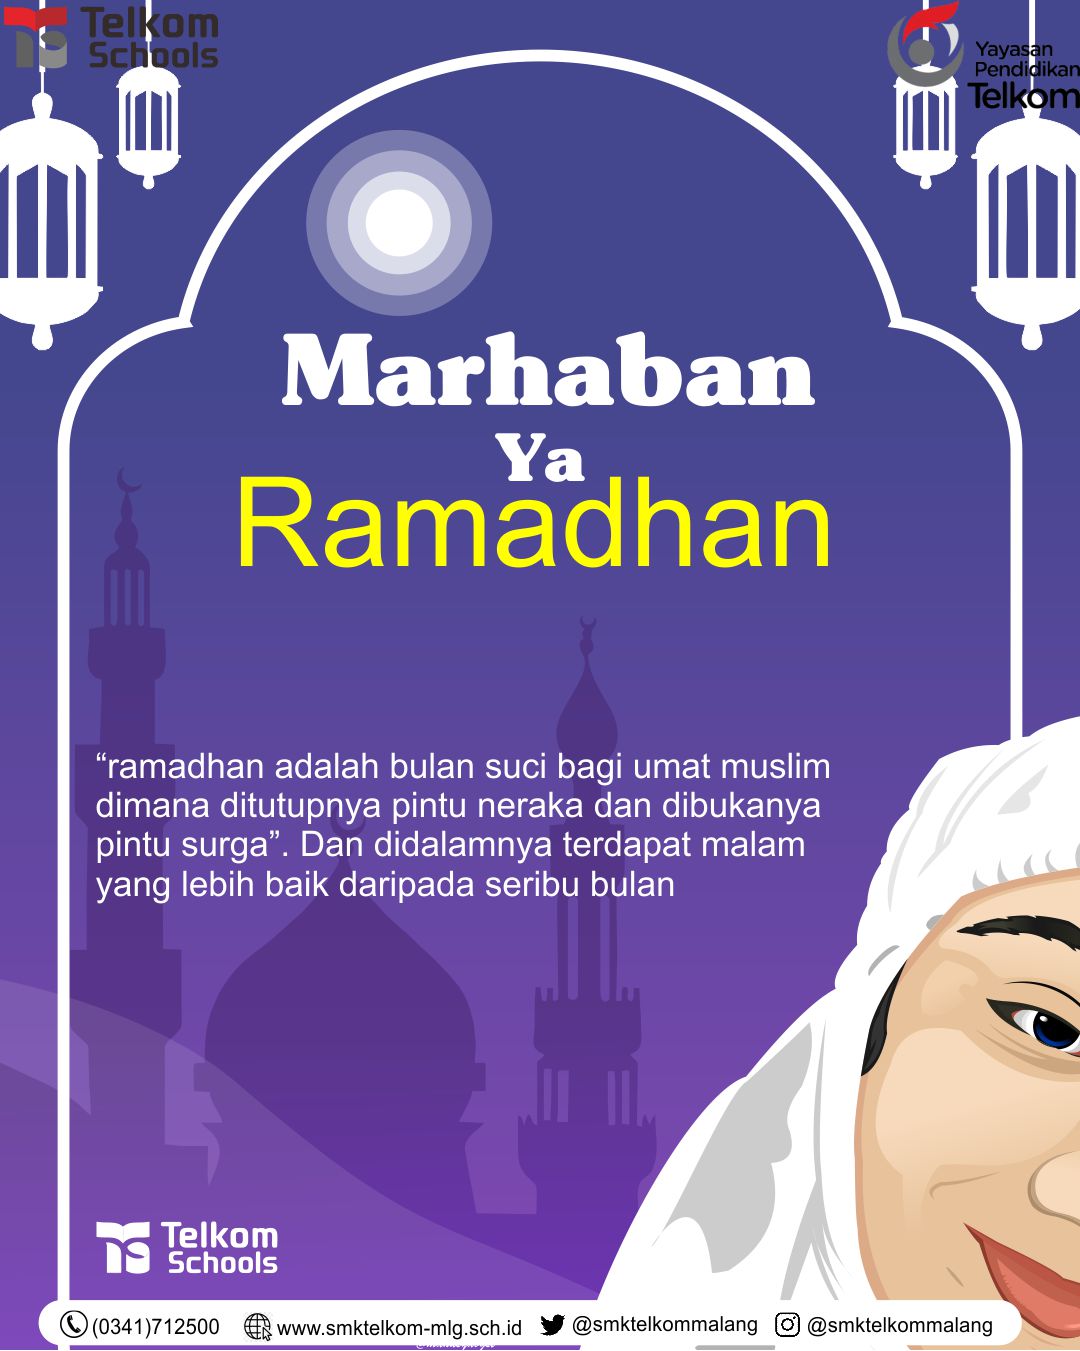 Telkom
Schools
Yayasan
Pendidikan
Telkom
Marhaban
Ya
Ramadhan
“ramadhan adalah bulan suci bagi umat muslim
dimana ditutupnya pintu neraka dan dibukanya
pintu surga”. Dan didalamnya terdapat malam
yang lebih baik daripada seribu bulan
Telkom
Schools
(0341)712500 www.smktelkom-mlg.sch.id @smktelkommalang @smktelkommalang